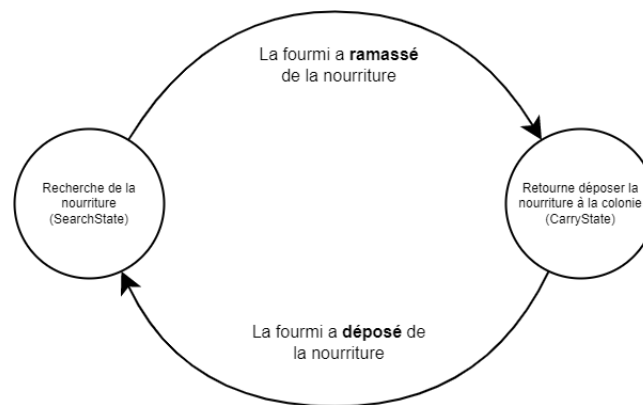 La fourmi a ramassé
de la nourriture
Recherche de la
nourriture
(SearchState)
Retourne déposer la
nourriture à la colonie
(CarryState)
La fourmi a déposé de
la nourriture